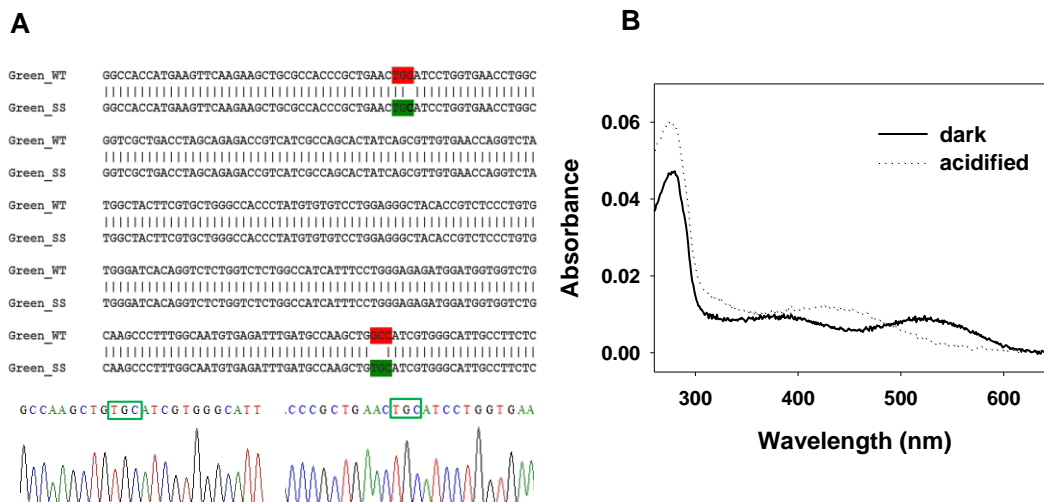 A
Green_WT GGCCACCATGAAGTTCAAGAAGCTGCGCCACCCGCTGAACTGGATCCTGGTGAACCTGGC
Green_SS GGCCACCATGAAGTTCAAGAAGCTGCGCCACCCGCTGAACTGCATCCTGGTGAACCTGGC
Green_WT GGTCGCTGACCTAGCAGAGACCGTCATCGCCAGCACTATCAGCGTTGTGAACCAGGTCTA
Green_SS GGTCGCTGACCTAGCAGAGACCGTCATCGCCAGCACTATCAGCGTTGTGAACCAGGTCTA
Green_WT TGGCTACTTCGTGCTGGGCCACCCTATGTGTGTCCTGGAGGGCTACACCGTCTCCCTGTG
Green_SS TGGCTACTTCGTGCTGGGCCACCCTATGTGTGTCCTGGAGGGCTACACCGTCTCCCTGTG
Green_WT TGGGATCACAGGTCTCTGGTCTCTGGCCATCATTTCCTGGGAGAGATGGATGGTGGTCTG
Green_SS TGGGATCACAGGTCTCTGGTCTCTGGCCATCATTTCCTGGGAGAGATGGATGGTGGTCTG
Green_WT CAAGCCCTTTGGCAATGTGAGATTTGATGCCAAGCTGGCCATCGTGGGCATTGCCTTCTC
Green_SS CAAGCCCTTTGGCAATGTGAGATTTGATGCCAAGCTGTGCATCGTGGGCATTGCCTTCTC
GCCAAGCTGTGCATCGTGGGCATT
.CCCGCTGAACTGCATCCTGGTGAA
B
dark
acidified
Absorbance
0.06
0.04
0.02
0.00
300 400 500 600
Wavelength (nm)